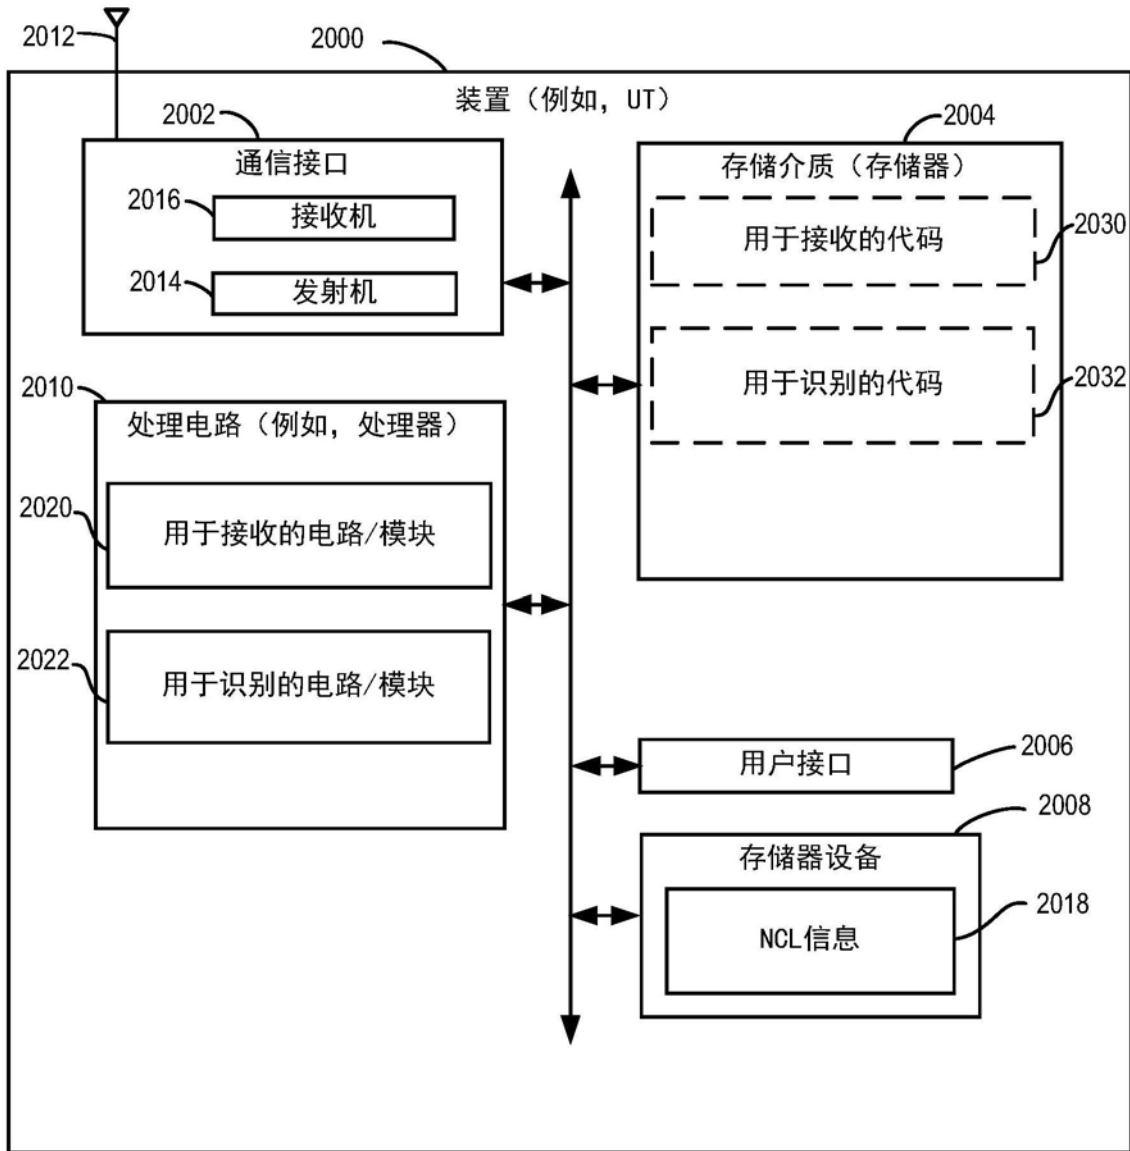 2012
2000
装置（例如，UT）
2002
通信接口
2016
接收机
2014
发射机
2004
存储介质（存储器）
用于接收的代码
2030
用于识别的代码
2032
2010
处理电路（例如，处理器）
2020
用于接收的电路/模块
2022
用于识别的电路/模块
用户接口
2006
2008
存储器设备
NCL信息
2018